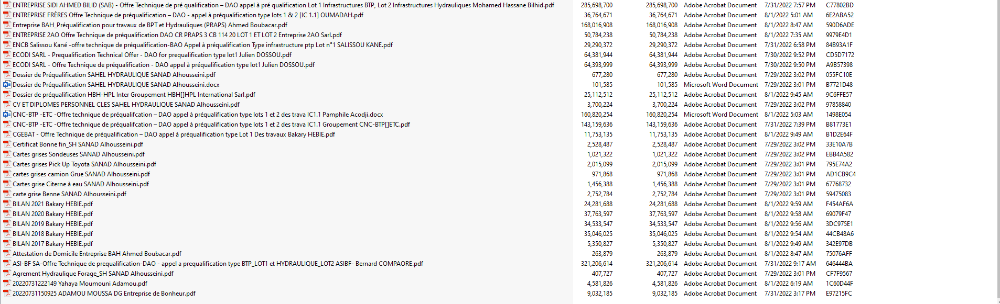 ENTREPRISE SIDI AHMED BILID (SAB) - Offre Technique de pré qualification – DAO appel à pré qualification Lot 1 Infrastructures BTP, Lot 2 Infrastructures Hydrauliques Mohamed Hassane Bilhid.pdf 285,698,700 285,698,700 Adobe Acrobat Document 7/31/2022 7:57 PM C77802BD
ENTREPRISE FRÈRES Offre Technique de préqualification – DAO - appel à préqualification type lots 1 & 2 [IC 1.1] OUMADAH.pdf 36,764,671 36,764,671 Adobe Acrobat Document 8/1/2022 5:01 AM 6E2ABA52
Entreprise BAH_Préqualification pour travaux de BPT et Hydrauliques (PRAPS) Ahmed Boubacar.pdf 168,016,908 168,016,908 Adobe Acrobat Document 8/1/2022 8:47 AM 590D6ADE
ENTREPRISE 2AO Offre Technique de préqualification DAO CR PRAPS 3 CB 114 20 LOT 1 ET LOT 2 Entreprise 2AO Sarl.pdf 50,784,238 50,784,238 Adobe Acrobat Document 8/1/2022 7:35 AM 9979E4D1
ENCB Salissou Kané -offre technique de préqualification-BAO Appel à préqualification Type infrastructure ptp Lot n°1 SALISSOU KANE.pdf 29,290,372 29,290,372 Adobe Acrobat Document 7/31/2022 6:58 PM 84B93A1F
ECODI SARL - Prequalification Technical Offer - DAO for prequalification type lot1 Julien DOSSOU.pdf 64,381,944 64,381,944 Adobe Acrobat Document 7/30/2022 9:52 PM CD5D7172
ECODI SARL - Offre Technique de préqualification - DAO appel à préqualification type lot1 Julien DOSSOU.pdf 64,393,999 64,393,999 Adobe Acrobat Document 7/30/2022 9:50 PM A9B57398
Dossier de Préqualification SAHEL HYDRAULIQUE SANAD Alhousseini.pdf 677,280 677,280 Adobe Acrobat Document 7/29/2022 3:02 PM 055FC10E
Dossier de Préqualification SAHEL HYDRAULIQUE SANAD Alhousseini.docx 101,585 101,585 Microsoft Word Document 7/29/2022 3:01 PM B7721D48
Dossier de préqualification HBH-HPL Inter Groupement HBH[]HPL International Sarl.pdf 25,112,512 25,112,512 Adobe Acrobat Document 8/1/2022 9:45 AM 9C6FFE57
CV ET DIPLOMES PERSONNEL CLES SAHEL HYDRAULIQUE SANAD Alhousseini.pdf 3,700,224 3,700,224 Adobe Acrobat Document 7/29/2022 3:02 PM 97858840
CNC-BTP -ETC -Offre technique de préqualifcation – DAO appel à préqualification type lots 1 et 2 des trava IC1.1 Pamphile Acodji.docx 160,820,254 160,820,254 Microsoft Word Document 8/1/2022 5:03 AM 1498E054
CNC-BTP -ETC -Offre technique de préqualifcation – DAO appel à préqualification type lots 1 et 2 des trava IC1.1 Groupement CNC-BTP[]ETC.pdf 143,159,636 143,159,636 Adobe Acrobat Document 7/31/2022 7:39 PM B81773E1
CGEBAT - Offre Technique de préqualification – DAO appel à préqualification type Lot 1 Des travaux Bakary HEBIE.pdf 11,753,135 11,753,135 Adobe Acrobat Document 8/1/2022 9:49 AM B1D2E64F
Certificat Bonne fin_SH SANAD Alhousseini.pdf 2,528,487 2,528,487 Adobe Acrobat Document 7/29/2022 3:02 PM 33E10A7B
Cartes grises Sondeuses SANAD Alhousseini.pdf 1,021,322 1,021,322 Adobe Acrobat Document 7/29/2022 3:02 PM EBB4A582
Cartes grises Pick Up Toyota SANAD Alhousseini.pdf 2,015,099 2,015,099 Adobe Acrobat Document 7/29/2022 3:01 PM 795E74A2
cartes grises camion Grue SANAD Alhousseini.pdf 971,868 971,868 Adobe Acrobat Document 7/29/2022 3:01 PM AD1CB9C4
Cartes grise Citerne à eau SANAD Alhousseini.pdf 1,456,388 1,456,388 Adobe Acrobat Document 7/29/2022 3:01 PM 67768732
carte grise Benne SANAD Alhousseini.pdf 2,752,784 2,752,784 Adobe Acrobat Document 7/29/2022 3:01 PM 59475083
BILAN 2021 Bakary HEBIE.pdf 24,281,688 24,281,688 Adobe Acrobat Document 8/1/2022 9:59 AM F454AF6A
BILAN 2020 Bakary HEBIE.pdf 37,763,597 37,763,597 Adobe Acrobat Document 8/1/2022 9:58 AM 69079F47
BILAN 2019 Bakary HEBIE.pdf 34,533,547 34,533,547 Adobe Acrobat Document 8/1/2022 9:56 AM 3DC975E1
BILAN 2018 Bakary HEBIE.pdf 35,046,025 35,046,025 Adobe Acrobat Document 8/1/2022 9:54 AM 44CB48A6
BILAN 2017 Bakary HEBIE.pdf 5,350,827 5,350,827 Adobe Acrobat Document 8/1/2022 9:49 AM 342E97DB
Attestation de Domicile Entreprise BAH Ahmed Boubacar.pdf 263,879 263,879 Adobe Acrobat Document 8/1/2022 8:47 AM 75076AFF
ASI-BF SA-Offre Technique de prequalification-DAO - appel a prequalification type BTP_LOT1 et HYDRAULIQUE_LOT2 ASIBF- Bernard COMPAORE.pdf 321,206,614 321,206,614 Adobe Acrobat Document 7/31/2022 9:17 AM 646444BA
Agrement Hydraulique Forage_SH SANAD Alhousseini.pdf 407,727 407,727 Adobe Acrobat Document 7/29/2022 3:01 PM CF7F9567
20220731222149 Yahaya Moumouni Adamou.pdf 4,581,826 4,581,826 Adobe Acrobat Document 8/1/2022 6:19 AM 1C60D44F
20220731150925 ADAMOU MOUSSA DG Entreprise de Bonheur.pdf 9,032,185 9,032,185 Adobe Acrobat Document 7/31/2022 3:17 PM E97215FC